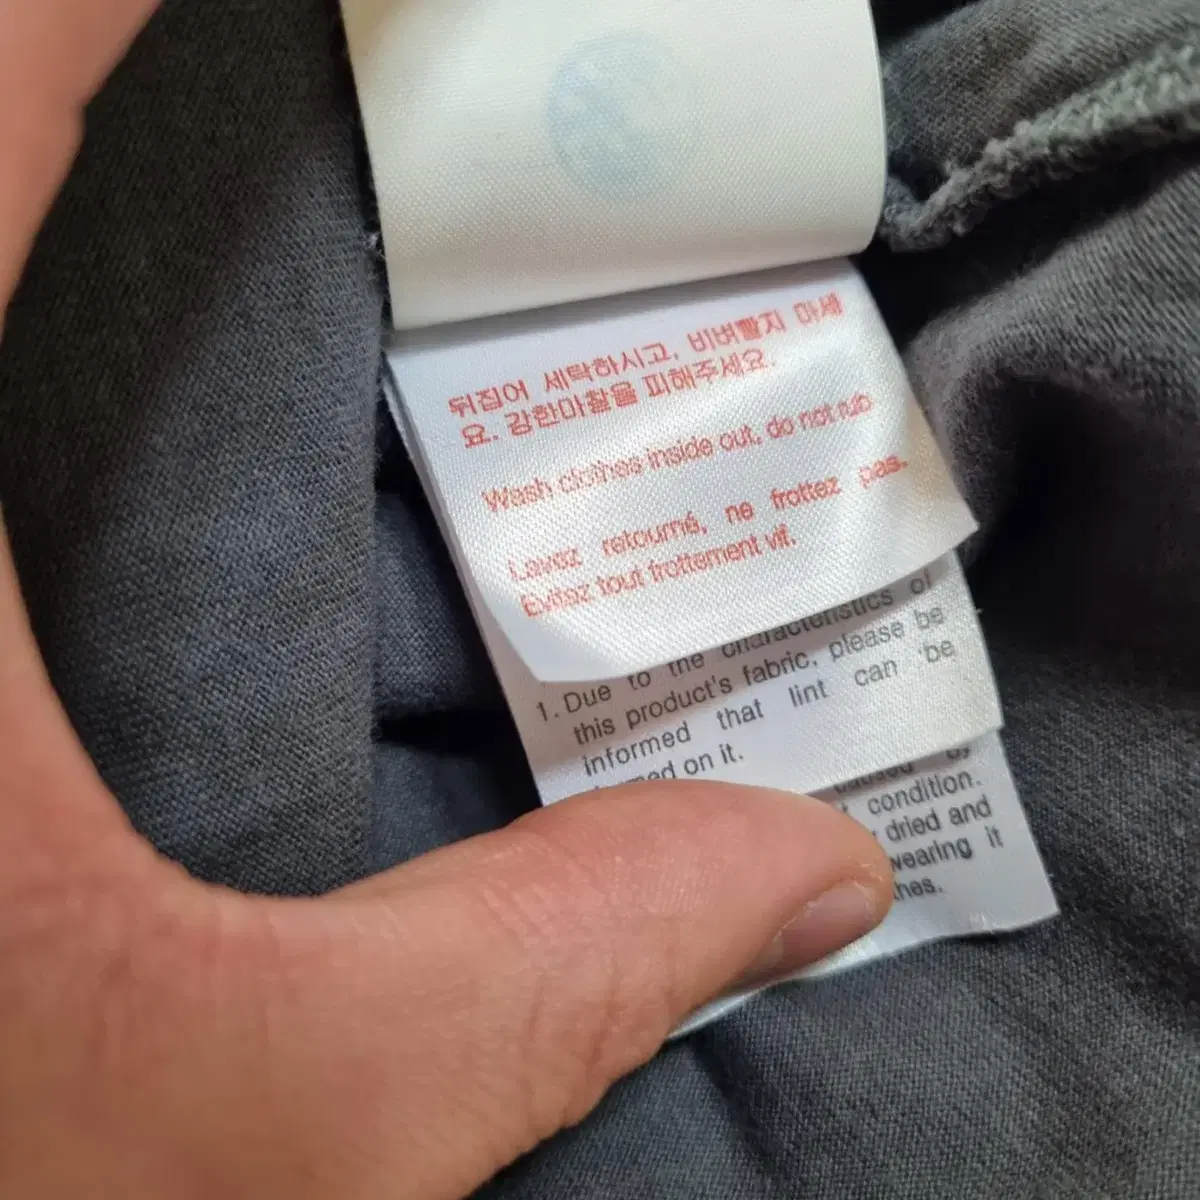 뒤집어 세탁하시고, 비벼빨지 마세
요. 강한마찰을 피해주세요.
Wash clothes inside out, do not rub
Lavez retourné, ne frottez pas.
Evitez tout frottement vif.
1. Due to the characteristics of
this product's fabric, please be
informed that lint can be
on it.
caused by
condition.
dried and
wearing it